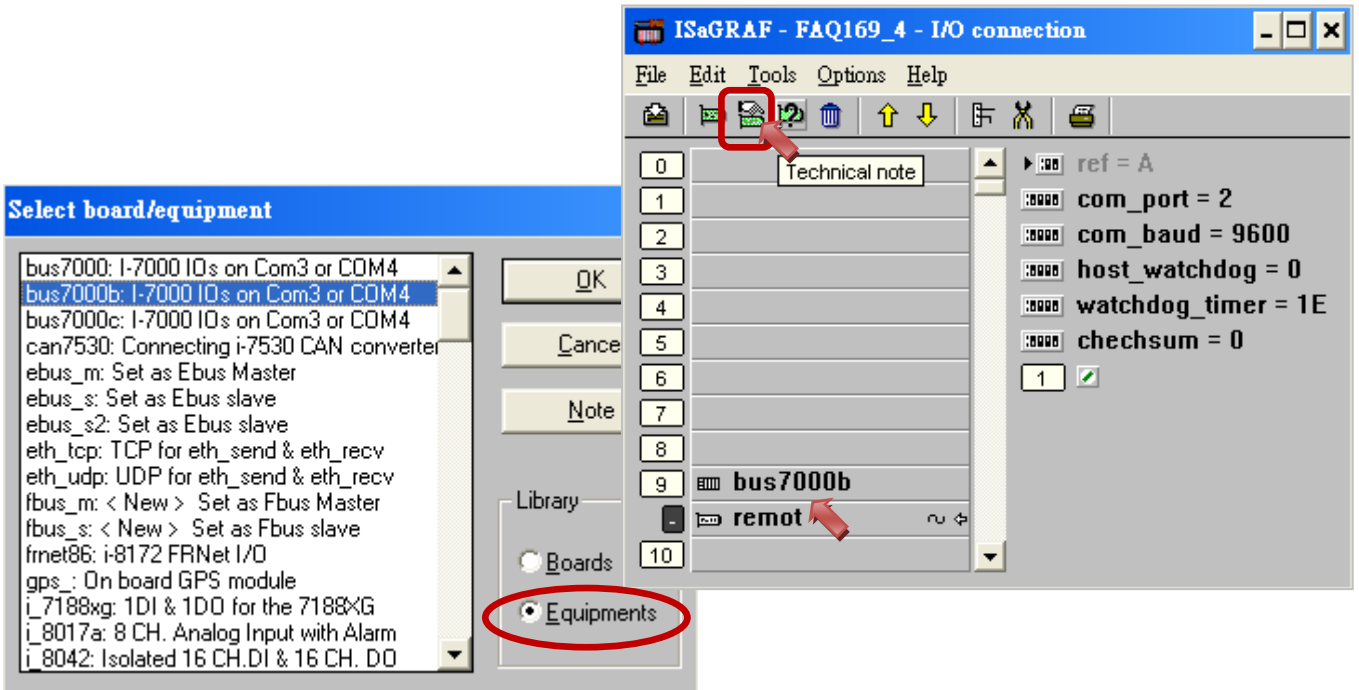 ISaGRAF - FAQ169_4 - I/O connection
File Edit Tools Options Help
Technical note
0
1
2
3
4
5
6
7
8
9 bus7000b
- remot
10
ref = A
com_port = 2
com_baud = 9600
host_watchdog = 0
watchdog_timer = 1E
chechsum = 0
1
Select board/equipment
bus7000: I-7000 IOs on Com3 or COM4
bus7000b: I-7000 IOs on Com3 or COM4
bus7000c: I-7000 IOs on Com3 or COM4
can7530: Connecting i-7530 CAN converter
ebus_m: Set as Ebus Master
ebus_s: Set as Ebus slave
ebus_s2: Set as Ebus slave
eth_tcp: TCP for eth_send & eth_recv
eth_udp: UDP for eth_send & eth_recv
fbus_m: < New > Set as Fbus Master
fbus_s: < New > Set as Fbus slave
frnet86: i-8172 FRNet I/O
gps_: On board GPS module
i_7188xg: 1DI & 1DO for the 7188XG
i_8017a: 8 CH. Analog Input with Alarm
i_8042: Isolated 16 CH.DI & 16 CH. DO
OK
Cance
Note
Library
Boards
Equipments